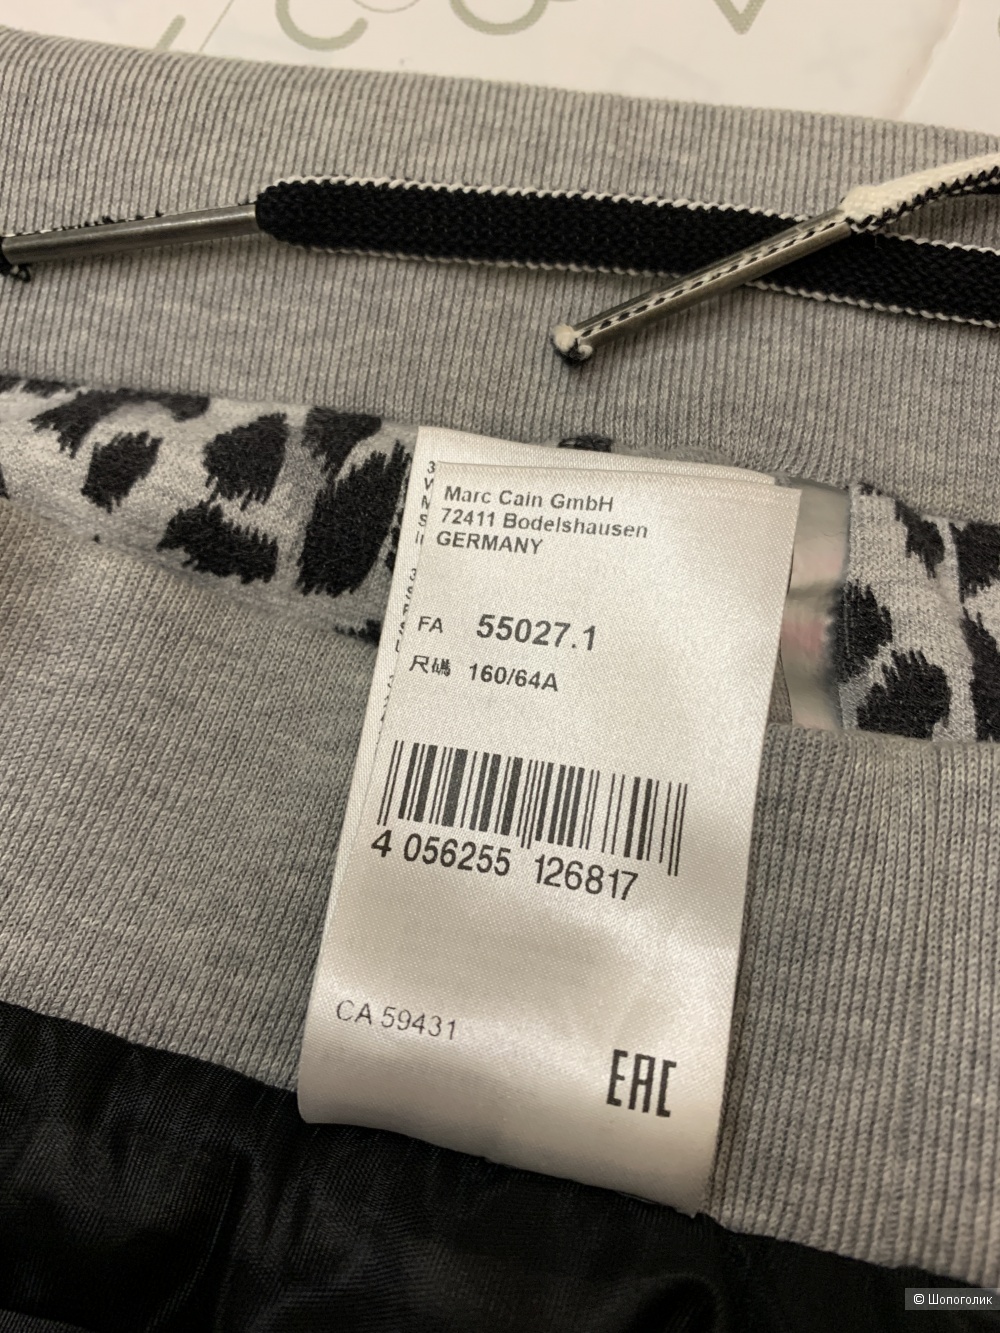 Marc Cain GmbH
72411 Bodelshausen
GERMANY
FA 55027.1
尺碼 160/64A
4 056255 126817
CA 59431
EAC
© Шопоголик